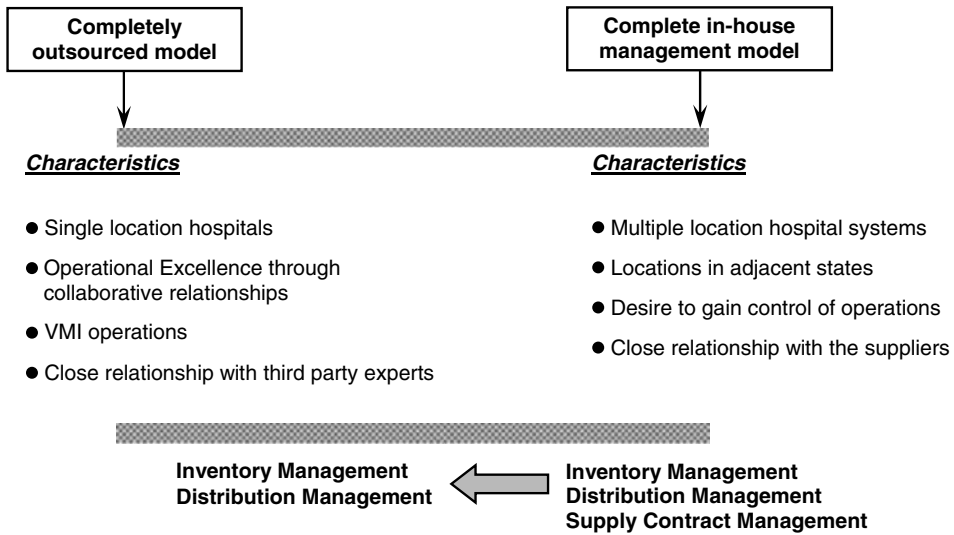 Completely
outsourced model
Complete in-house
management model
Characteristics
● Single location hospitals
● Operational Excellence through
collaborative relationships
● VMI operations
● Close relationship with third party experts
Characteristics
● Multiple location hospital systems
● Locations in adjacent states
● Desire to gain control of operations
● Close relationship with the suppliers
Inventory Management
Distribution Management
Inventory Management
Distribution Management
Supply Contract Management